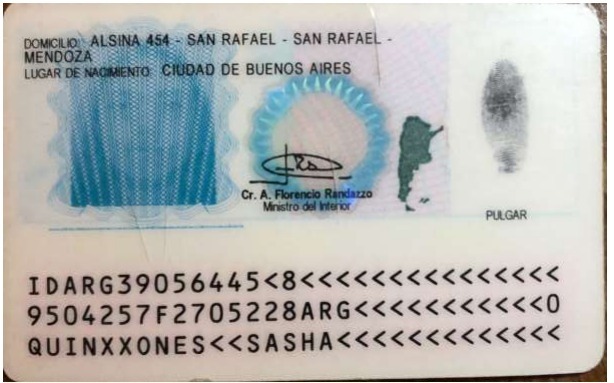 DOMICILIO: ALSINA 454 - SAN RAFAEL - SAN RAFAEL -
MENDOZA
LUGAR DE NACIMIENTO: CIUDAD DE BUENOS AIRES
Cr. A. Florencio Randazzo
Ministro del Interior
PULGAR
IDARG39056445<8<<<<<<<<<<<<<<<
9504257F2705228ARG<<<<<<<<<<<0
QUINXXONES<<SASHA<<<<<<<<<<<<<